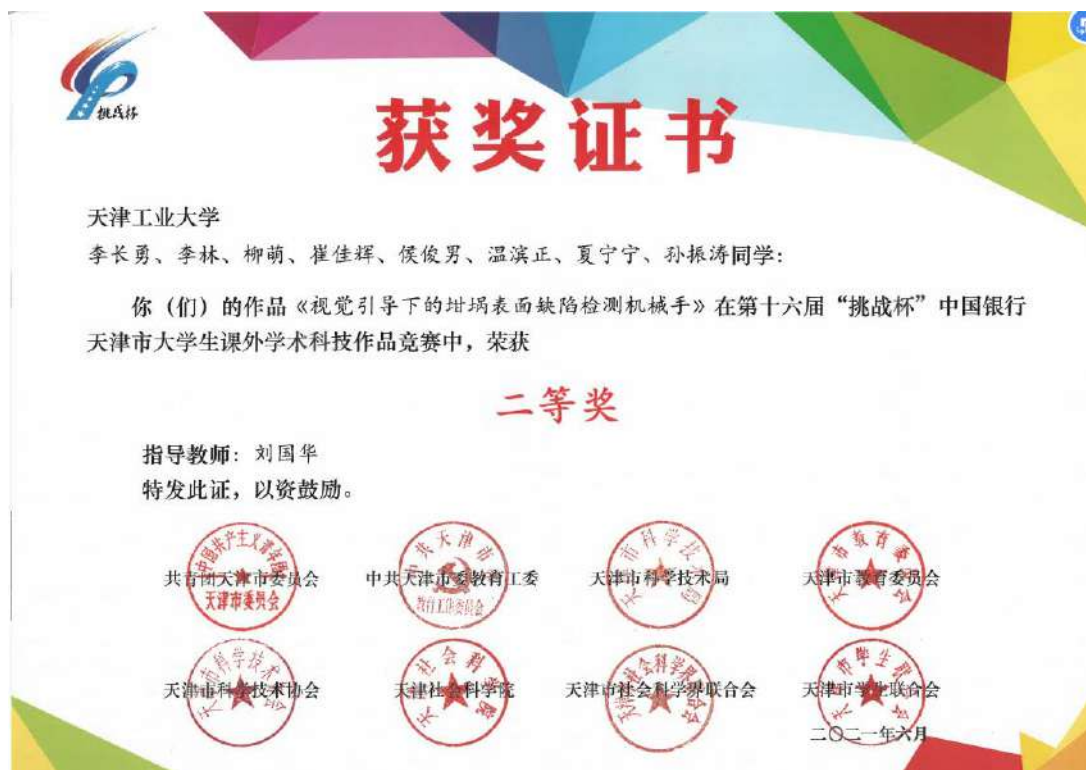 挑战杯
获奖证书
天津工业大学
李长勇、李林、柳萌、崔佳辉、侯俊男、温滨正、夏宁宁、孙振涛同学：
你（们）的作品《视觉引导下的坩埚表面缺陷检测机械手》在第十六届“挑战杯”中国银行
天津市大学生课外学术科技作品竞赛中，荣获
二等奖
指导教师：刘国华
特发此证，以资鼓励。
共青团天津市委员会 中共天津市委教育工委 天津市科学技术局 天津市教育委员会
天津市科学技术协会 天津社会科学院 天津市社会科学界联合会 天津市学生联合会
二〇二一年六月